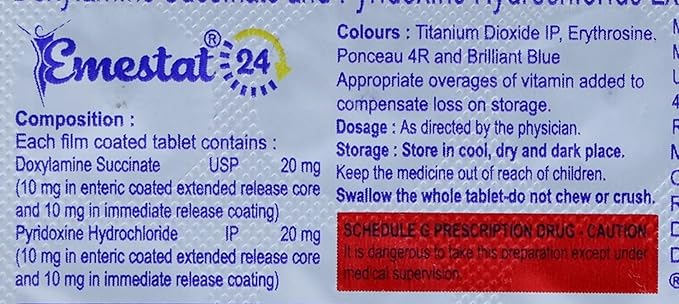 Doxylamine Succinate and Pyridoxine Hydrochloride Ex
Emestat® 24
Composition :
Each film coated tablet contains :
Doxylamine Succinate USP 20 mg
(10 mg in enteric coated extended release core
and 10 mg in immediate release coating)
Pyridoxine Hydrochloride IP 20 mg
(10 mg in enteric coated extended release core
and 10 mg in immediate release coating)
Colours : Titanium Dioxide IP, Erythrosine,
Ponceau 4R and Brilliant Blue
Appropriate overages of vitamin added to
compensate loss on storage.
Dosage : As directed by the physician.
Storage : Store in cool, dry and dark place.
Keep the medicine out of reach of children.
Swallow the whole tablet-do not chew or crush.
SCHEDULE G PRESCRIPTION DRUG - CAUTION
It is dangerous to take this preparation except under
medical supervision.